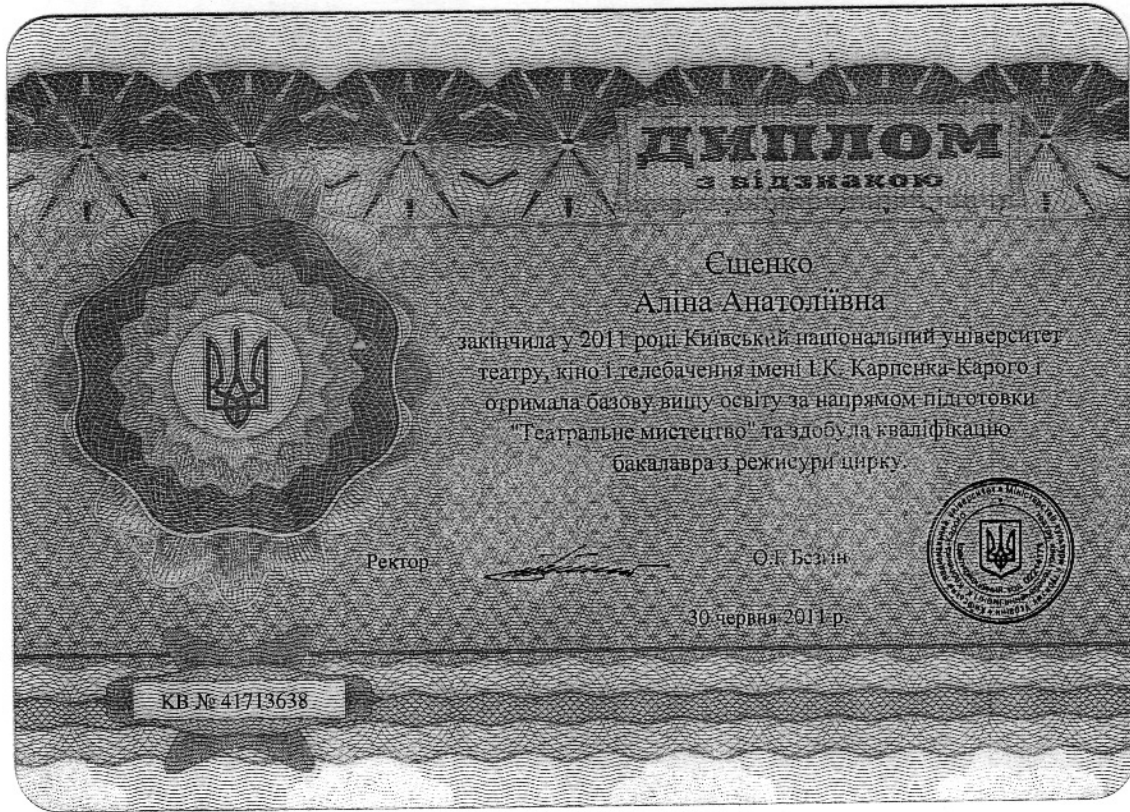 ДИПЛОМ
з відзнакою
Єщенко
Аліна Анатоліївна
закінчила у 2011 році Київський національний університет
театру, кіно і телебачення імені І.К. Карпенка-Карого і
отримала базову вищу освіту за напрямом підготовки
"Театральне мистецтво" та здобула кваліфікацію
бакалавра з режисури цирку.
Ректор О.І. Безгін
30 червня 2011 р.
КВ № 41713638